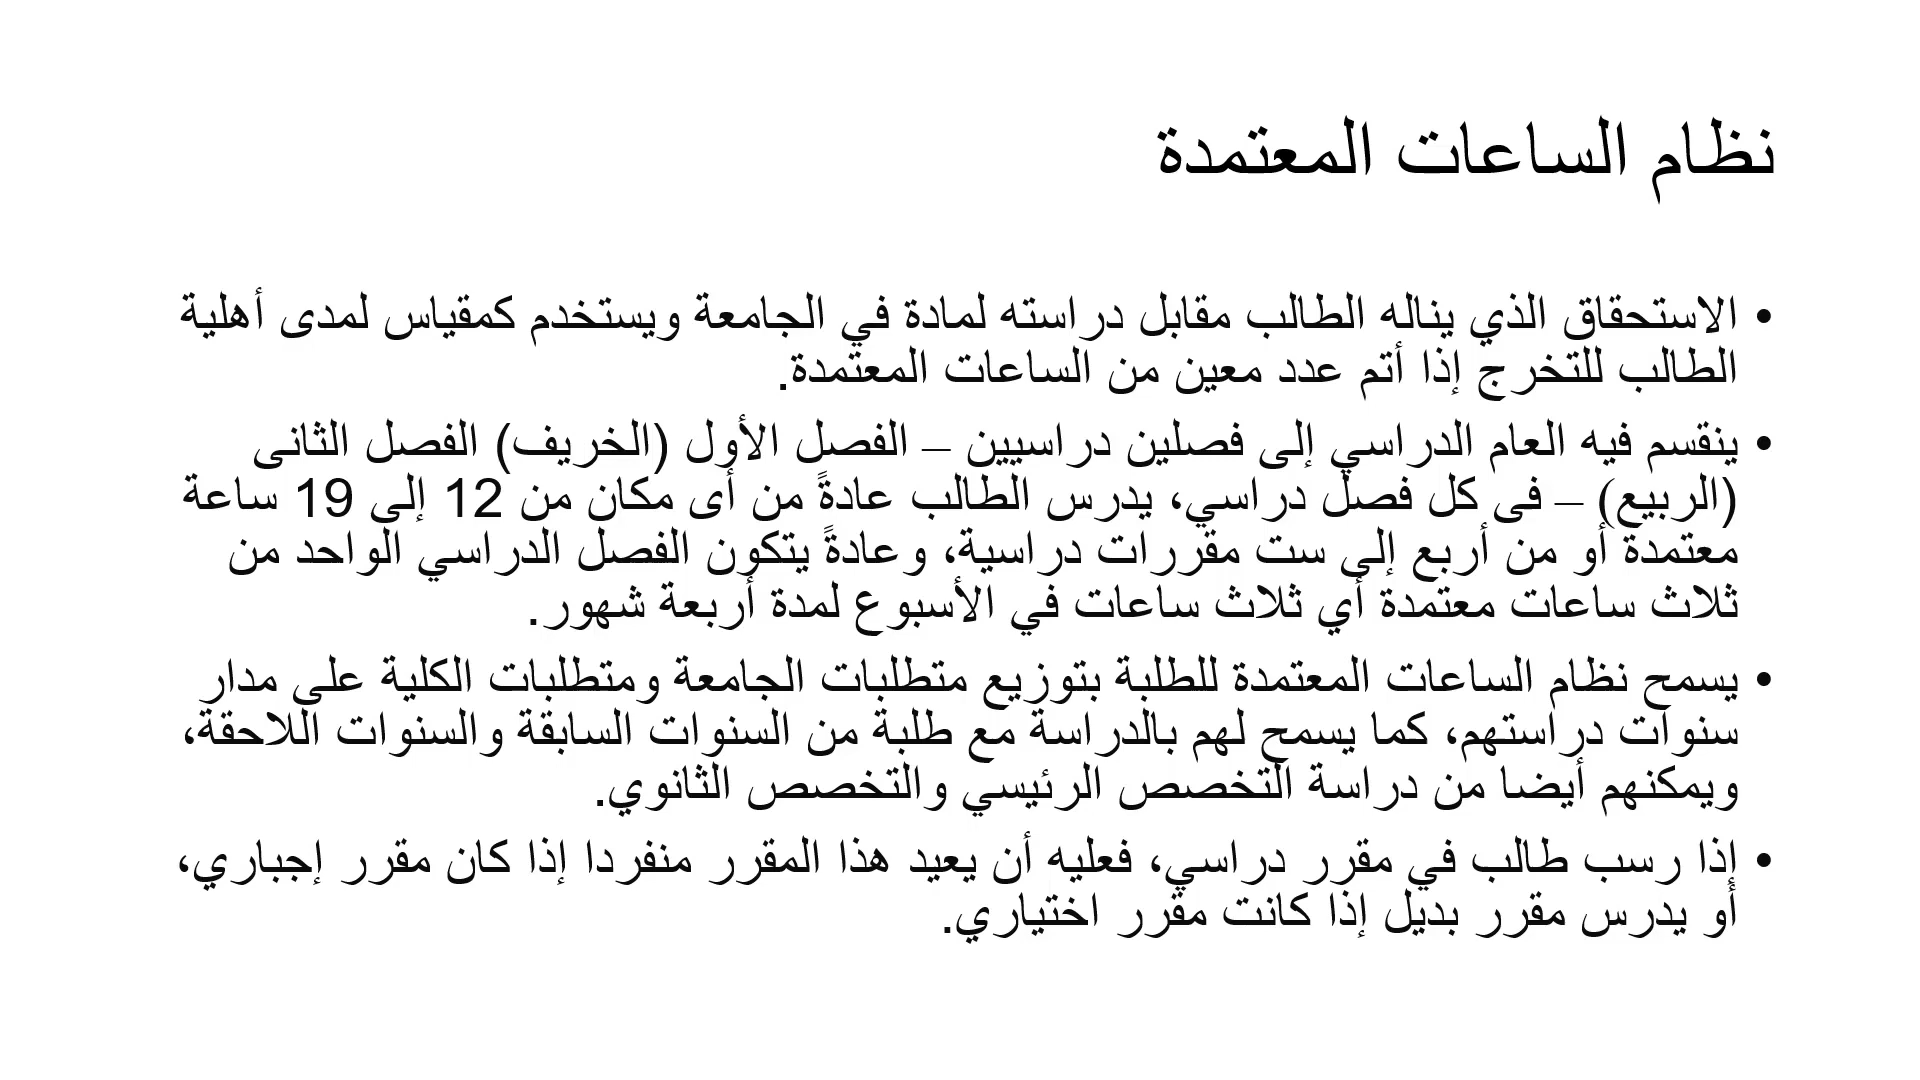 نظام الساعات المعتمدة
• الاستحقاق الذي يناله الطالب مقابل دراسته لمادة في الجامعة ويستخدم كمقياس لمدى أهلية
الطالب للتخرج إذا أتم عدد معين من الساعات المعتمدة.
• ينقسم فيه العام الدراسي إلى فصلين دراسيين – الفصل الأول (الخريف) الفصل الثانى
(الربيع) – فى كل فصل دراسي، يدرس الطالب عادةً من أى مكان من 12 إلى 19 ساعة
معتمدة أو من أربع إلى ست مقررات دراسية، وعادةً يتكون الفصل الدراسي الواحد من
ثلاث ساعات معتمدة أي ثلاث ساعات في الأسبوع لمدة أربعة شهور.
• يسمح نظام الساعات المعتمدة للطلبة بتوزيع متطلبات الجامعة ومتطلبات الكلية على مدار
سنوات دراستهم، كما يسمح لهم بالدراسة مع طلبة من السنوات السابقة والسنوات اللاحقة،
ويمكنهم أيضا من دراسة التخصص الرئيسي والتخصص الثانوي.
• إذا رسب طالب في مقرر دراسي، فعليه أن يعيد هذا المقرر منفردا إذا كان مقرر إجباري،
أو يدرس مقرر بديل إذا كانت مقرر اختياري.